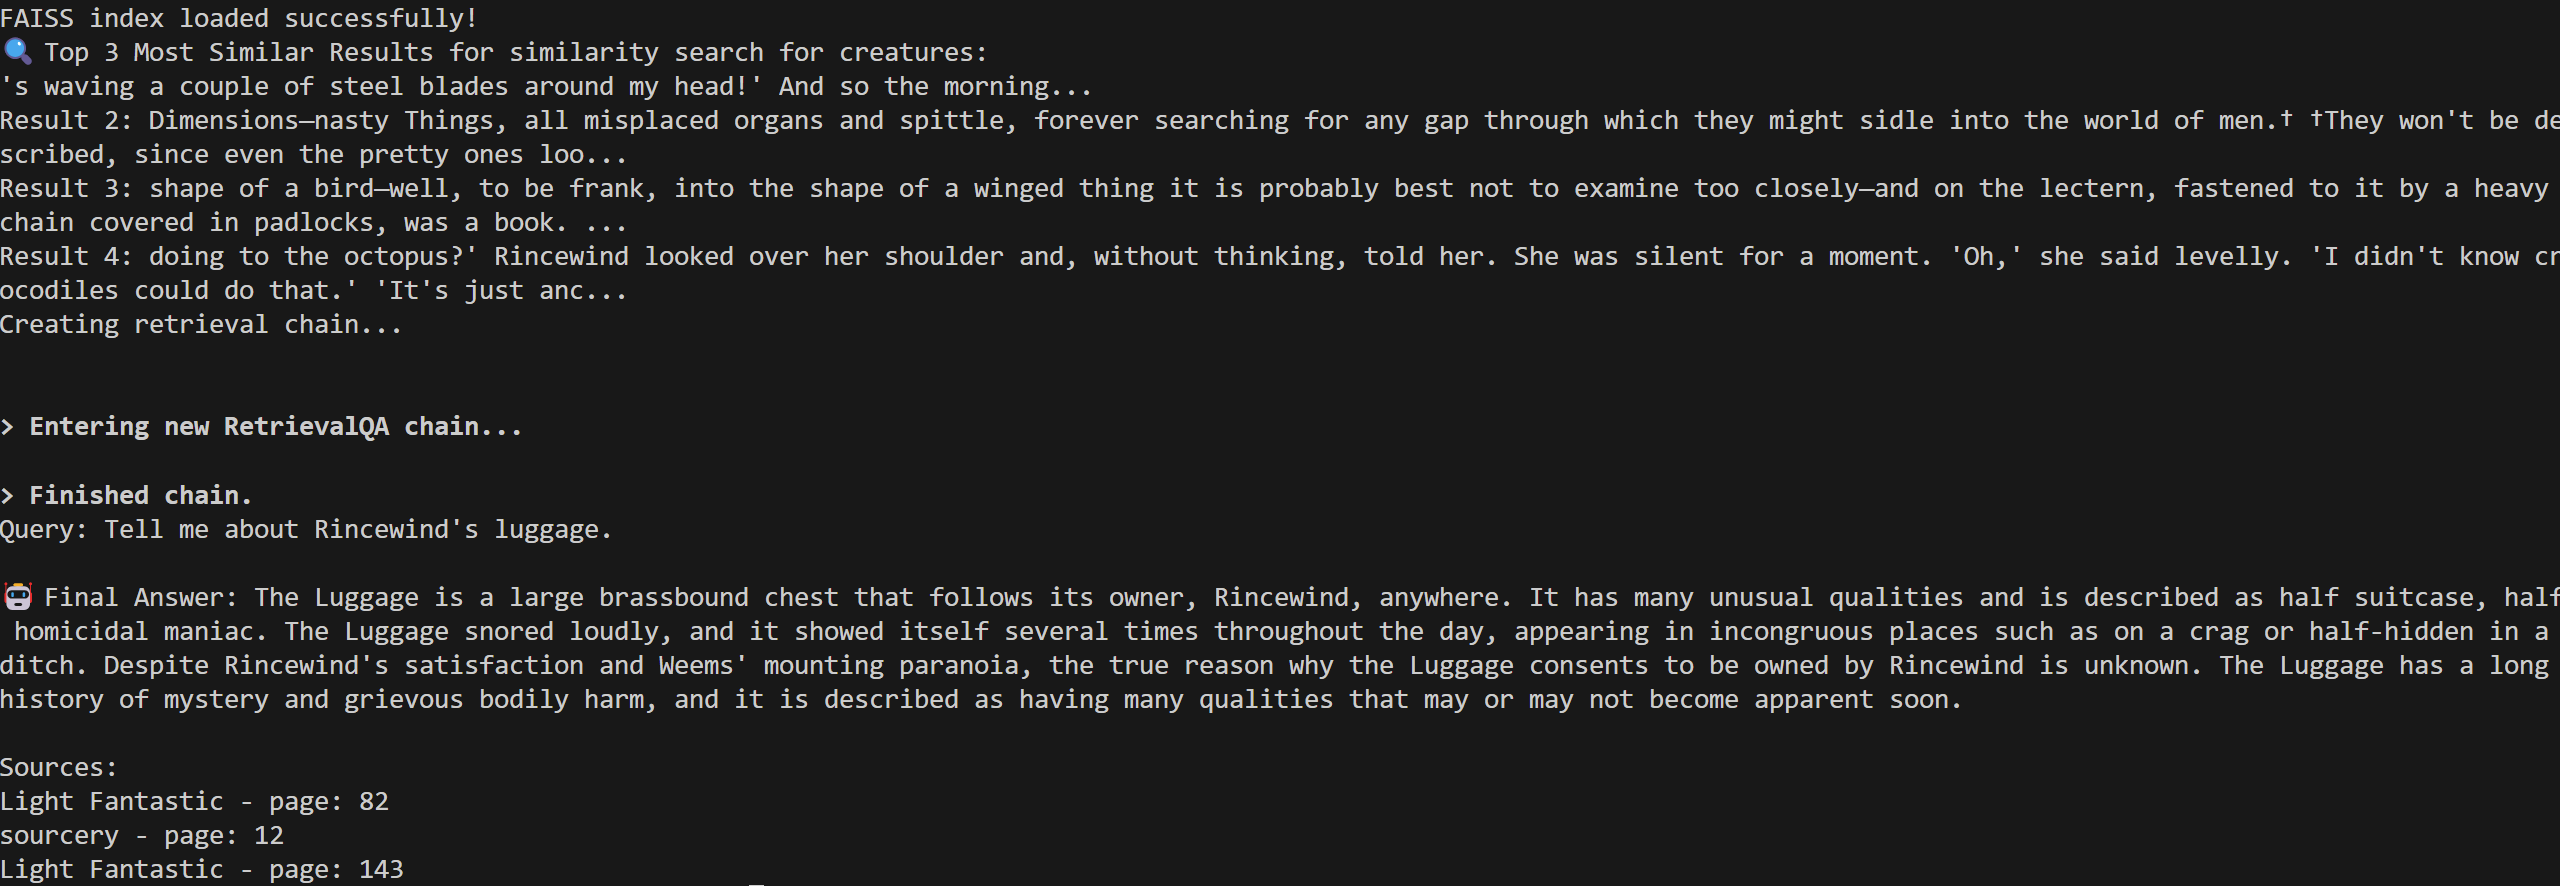 FAISS index loaded successfully!
🔍 Top 3 Most Similar Results for similarity search for creatures:
's waving a couple of steel blades around my head!' And so the morning...
Result 2: Dimensions—nasty Things, all misplaced organs and spittle, forever searching for any gap through which they might sidle into the world of men.† †They won't be de
scribed, since even the pretty ones loo...
Result 3: shape of a bird—well, to be frank, into the shape of a winged thing it is probably best not to examine too closely—and on the lectern, fastened to it by a heavy
chain covered in padlocks, was a book. ...
Result 4: doing to the octopus?' Rincewind looked over her shoulder and, without thinking, told her. She was silent for a moment. 'Oh,' she said levelly. 'I didn't know cr
ocodiles could do that.' 'It's just anc...
Creating retrieval chain...
> Entering new RetrievalQA chain...
> Finished chain.
Query: Tell me about Rincewind's luggage.
🤖 Final Answer: The Luggage is a large brassbound chest that follows its owner, Rincewind, anywhere. It has many unusual qualities and is described as half suitcase, half
homicidal maniac. The Luggage snored loudly, and it showed itself several times throughout the day, appearing in incongruous places such as on a crag or half-hidden in a
ditch. Despite Rincewind's satisfaction and Weems' mounting paranoia, the true reason why the Luggage consents to be owned by Rincewind is unknown. The Luggage has a long
history of mystery and grievous bodily harm, and it is described as having many qualities that may or may not become apparent soon.
Sources:
Light Fantastic - page: 82
sourcery - page: 12
Light Fantastic - page: 143